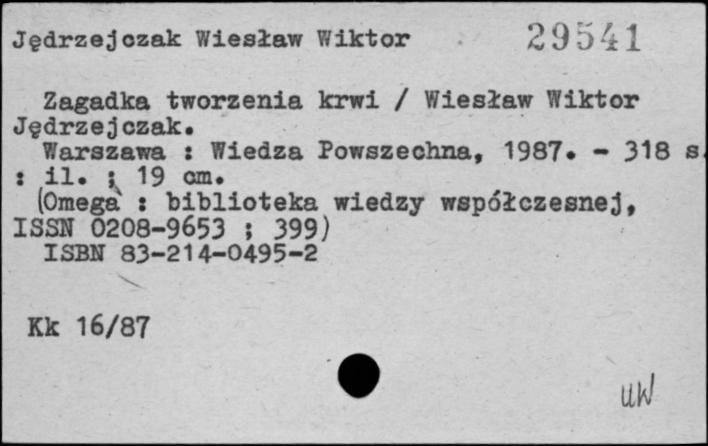 Jędrzejczak Wiesław Wiktor 29541
Zagadka tworzenia krwi / Wiesław Wiktor
Jędrzejczak.
Warszawa : Wiedza Powszechna, 1987. - 318 s.
: il. ; 19 cm.
(Omega : biblioteka wiedzy współczesnej,
ISSN 0208-9653 ; 399)
ISBN 83-214-0495-2
Kk 16/87
UW